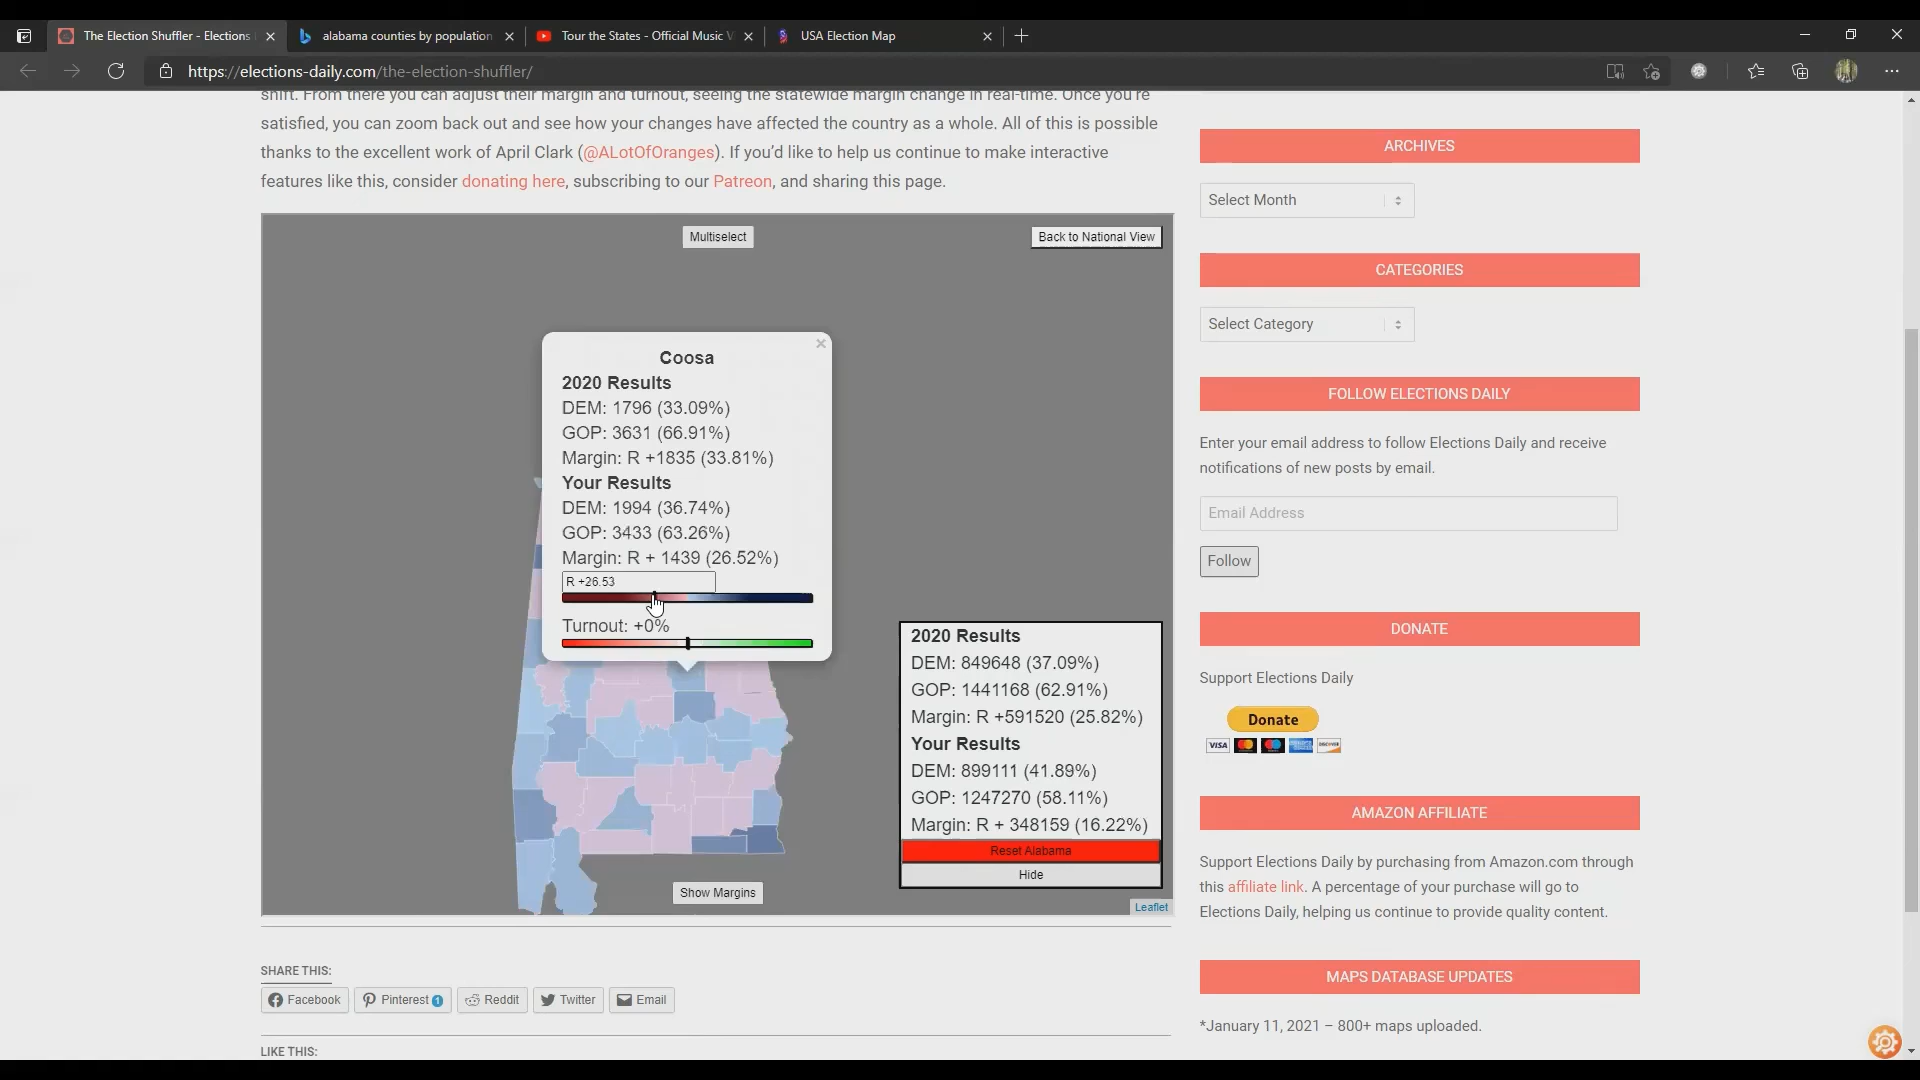 The Election Shuffler - Elections
alabama counties by population
Tour the States - Official Music V
USA Election Map
https://elections-daily.com/the-election-shuffler/
shift. From there you can adjust their margin and turnout, seeing the statewide margin change in real-time. Once you're
satisfied, you can zoom back out and see how your changes have affected the country as a whole. All of this is possible
thanks to the excellent work of April Clark (@ALotOfOranges). If you'd like to help us continue to make interactive
features like this, consider donating here, subscribing to our Patreon, and sharing this page.
Multiselect
Back to National View
Coosa
2020 Results
DEM: 1796 (33.09%)
GOP: 3631 (66.91%)
Margin: R +1835 (33.81%)
Your Results
DEM: 1994 (36.74%)
GOP: 3433 (63.26%)
Margin: R + 1439 (26.52%)
R +26.53
Turnout: +0%
2020 Results
DEM: 849648 (37.09%)
GOP: 1441168 (62.91%)
Margin: R +591520 (25.82%)
Your Results
DEM: 899111 (41.89%)
GOP: 1247270 (58.11%)
Margin: R + 348159 (16.22%)
Reset Alabama
Hide
Show Margins
Leaflet
SHARE THIS:
Facebook
Pinterest 1
Reddit
Twitter
Email
LIKE THIS:
ARCHIVES
Select Month
CATEGORIES
Select Category
FOLLOW ELECTIONS DAILY
Enter your email address to follow Elections Daily and receive
notifications of new posts by email.
Email Address
Follow
DONATE
Support Elections Daily
Donate
VISA
DISCOVER
AMAZON AFFILIATE
Support Elections Daily by purchasing from Amazon.com through
this affiliate link. A percentage of your purchase will go to
Elections Daily, helping us continue to provide quality content.
MAPS DATABASE UPDATES
*January 11, 2021 – 800+ maps uploaded.